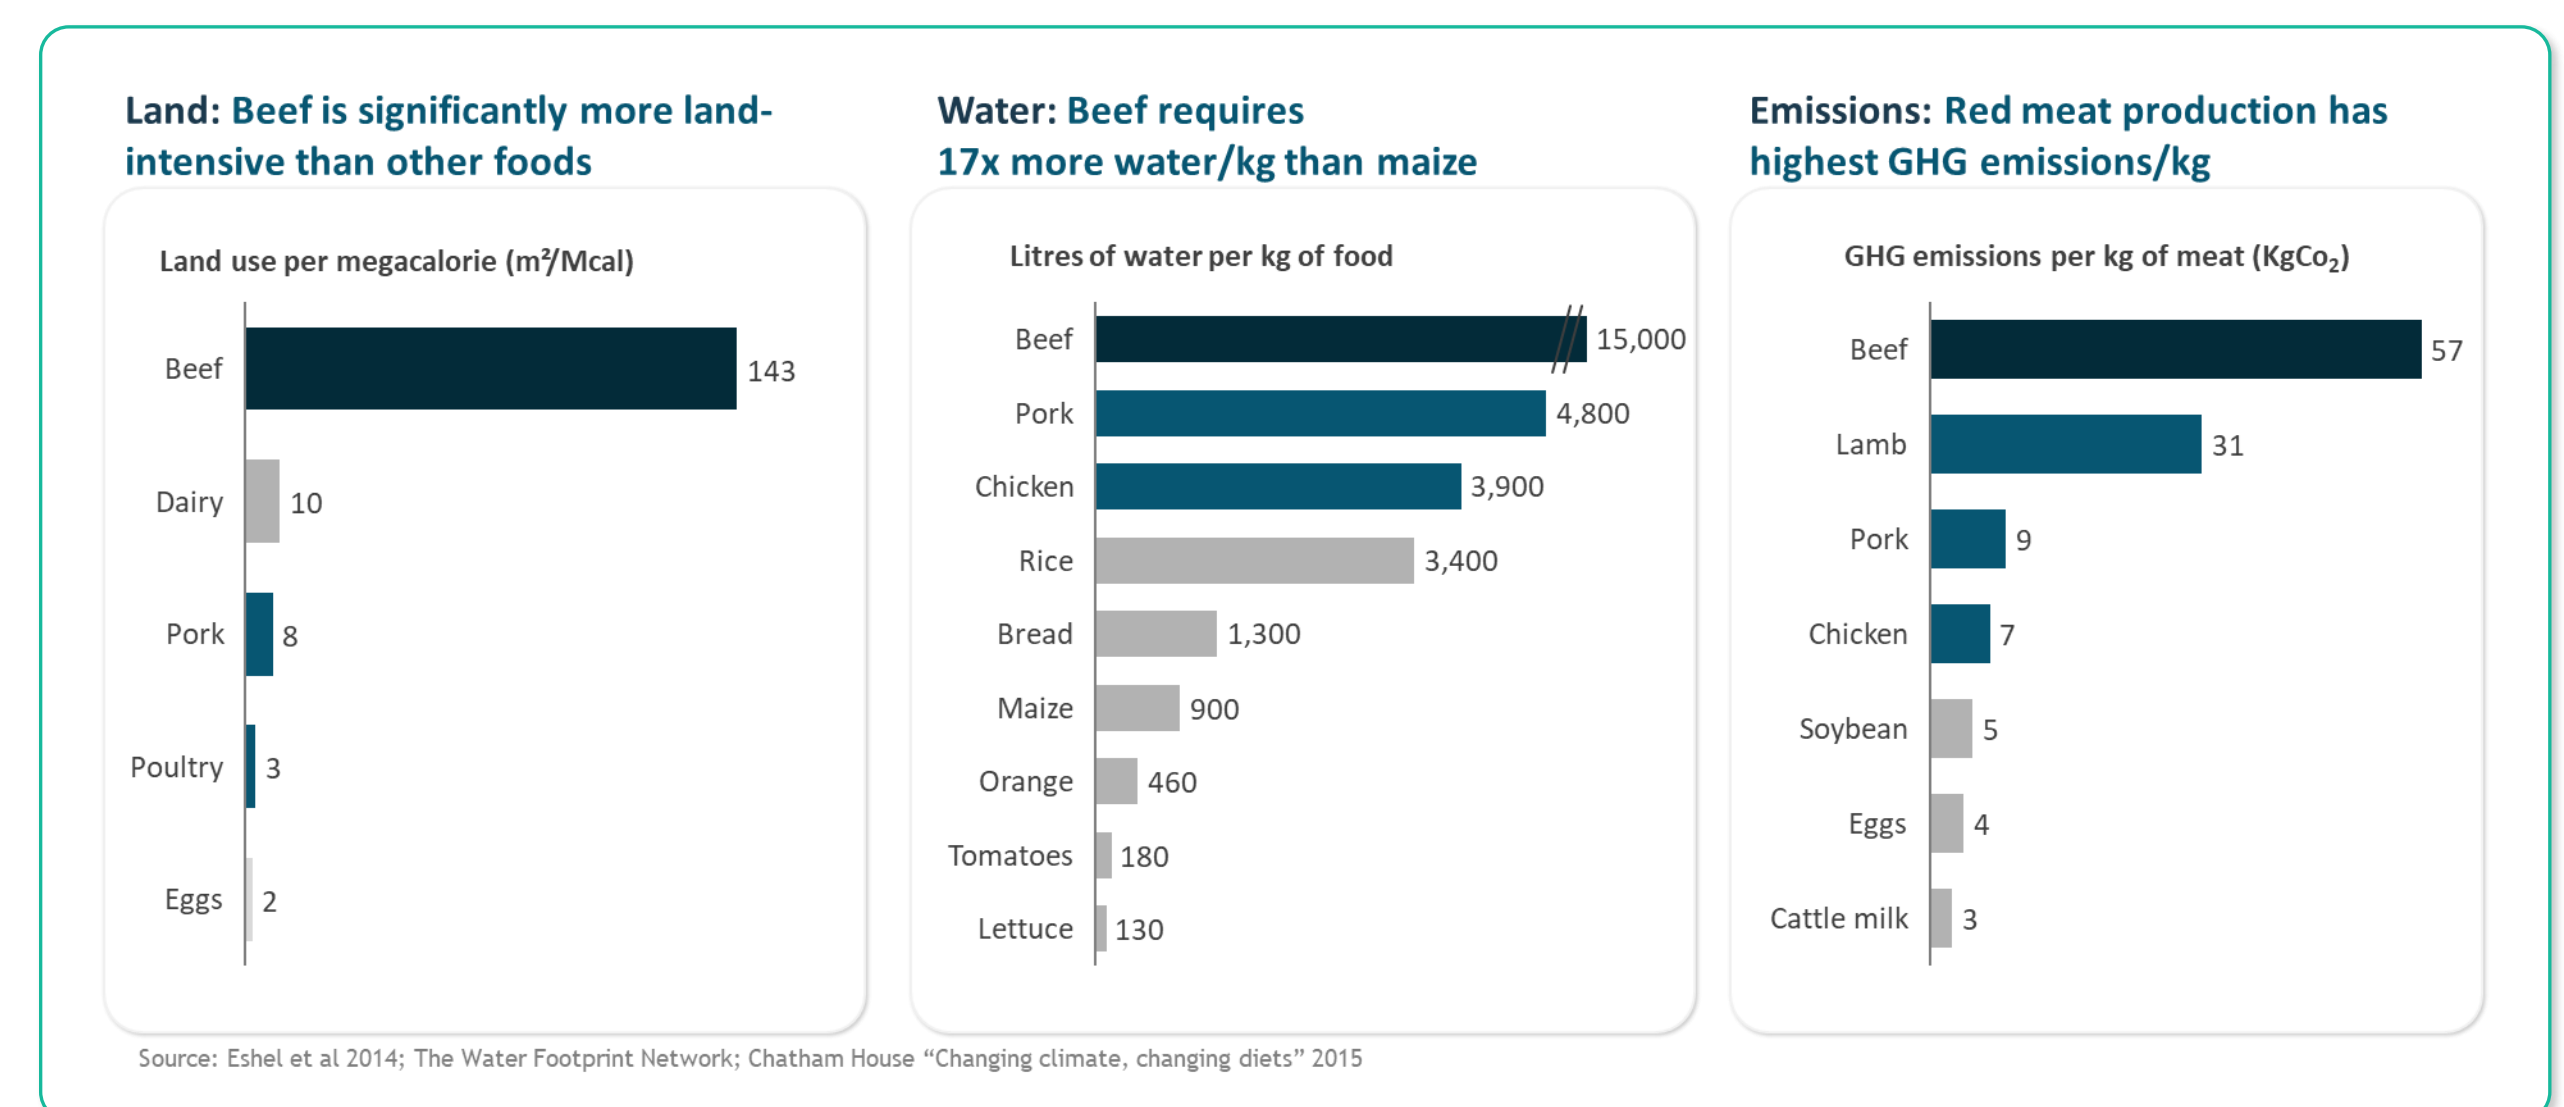 Land: Beef is significantly more land-
intensive than other foods
Land use per megacalorie (m²/Mcal)
Beef 143
Dairy 10
Pork 8
Poultry 3
Eggs 2
Water: Beef requires
17x more water/kg than maize
Litres of water per kg of food
Beef 15,000
Pork 4,800
Chicken 3,900
Rice 3,400
Bread 1,300
Maize 900
Orange 460
Tomatoes 180
Lettuce 130
Emissions: Red meat production has
highest GHG emissions/kg
GHG emissions per kg of meat (KgCo₂)
Beef 57
Lamb 31
Pork 9
Chicken 7
Soybean 5
Eggs 4
Cattle milk 3
Source: Eshel et al 2014; The Water Footprint Network; Chatham House “Changing climate, changing diets” 2015